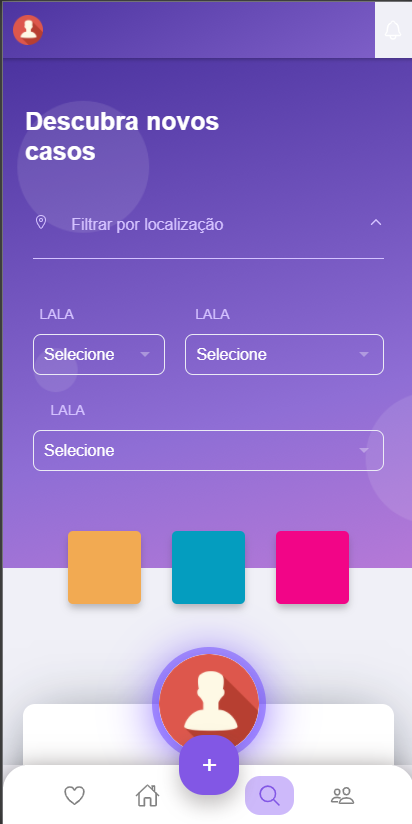 Descubra novos
casos
Filtrar por localização
LALA
LALA
Selecione
Selecione
LALA
Selecione